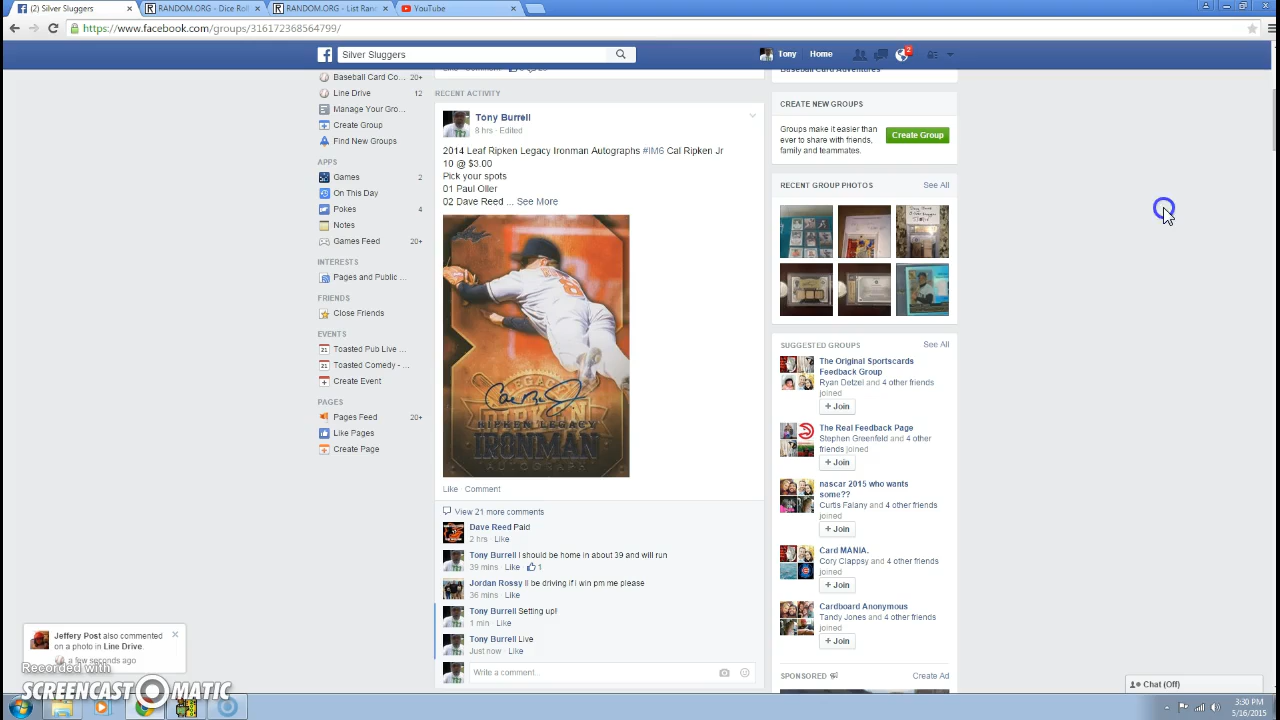 (2) Silver Sluggers
RANDOM.ORG - Dice Roll
RANDOM.ORG - List Ran
YouTube
https://www.facebook.com/groups/316172368564799/
Silver Sluggers
Tony Home 2
Baseball Card Co... 20+
Line Drive 12
Manage Your Gro...
Create Group
Find New Groups
APPS
Games 2
On This Day
Pokes 4
Notes
Games Feed 20+
INTERESTS
Pages and Public ...
FRIENDS
Close Friends
EVENTS
21 Toasted Pub Live ...
21 Toasted Comedy - ...
Create Event
PAGES
Pages Feed 20+
Like Pages
Create Page
RECENT ACTIVITY
Tony Burrell
8 hrs · Edited
2014 Leaf Ripken Legacy Ironman Autographs #IM6 Cal Ripken Jr
10 @ $3.00
Pick your spots
01 Paul Oller
02 Dave Reed ... See More
Leaf
LEGACY
RIPKEN LEGACY
IRONMAN
AUTOGRAPH
Like Comment
View 21 more comments
Dave Reed Paid
2 hrs · Like
Tony Burrell I should be home in about 39 and will run
39 mins · Like · 1
Jordan Rossy Il be driving if I win pm me please
36 mins · Like
Tony Burrell Setting up!!
1 min · Like
Tony Burrell Live
Just now · Like
Write a comment...
Baseball Card Adventures
CREATE NEW GROUPS
Groups make it easier than
ever to share with friends,
family and teammates.
Create Group
RECENT GROUP PHOTOS See All
SUGGESTED GROUPS See All
The Original Sportscards
Feedback Group
Ryan Detzel and 4 other friends
joined
+ Join
The Real Feedback Page
Stephen Greenfeld and 4 other
friends joined
+ Join
nascar 2015 who wants
some??
Curtis Falany and 4 other friends
joined
+ Join
Card MANIA.
Cory Clappsy and 4 other friends
joined
+ Join
Cardboard Anonymous
Tandy Jones and 4 other friends
joined
+ Join
SPONSORED Create Ad
Jeffery Post also commented
on a photo in Line Drive.
a few seconds ago
Recorded with
SCREENCAST-O-MATIC
Chat (Off)
3:30 PM
5/16/2015